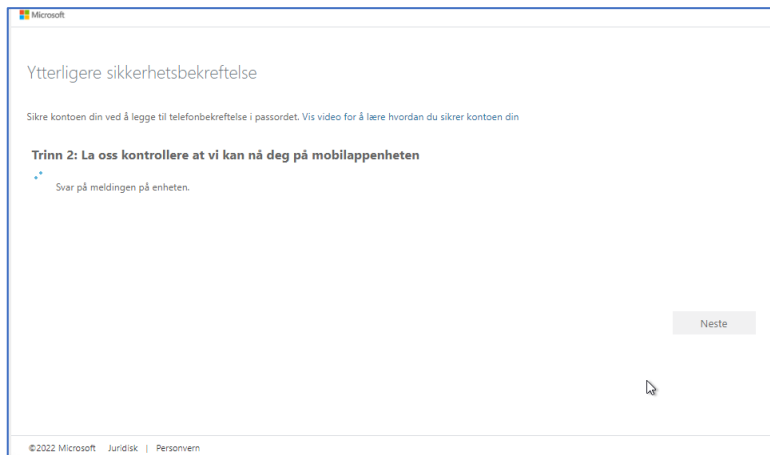 Microsoft
Ytterligere sikkerhetsbekreftelse
Sikre kontoen din ved å legge til telefonbekreftelse i passordet. Vis video for å lære hvordan du sikrer kontoen din
Trinn 2: La oss kontrollere at vi kan nå deg på mobilappenheten
Svar på meldingen på enheten.
Neste
©2022 Microsoft Juridisk | Personvern